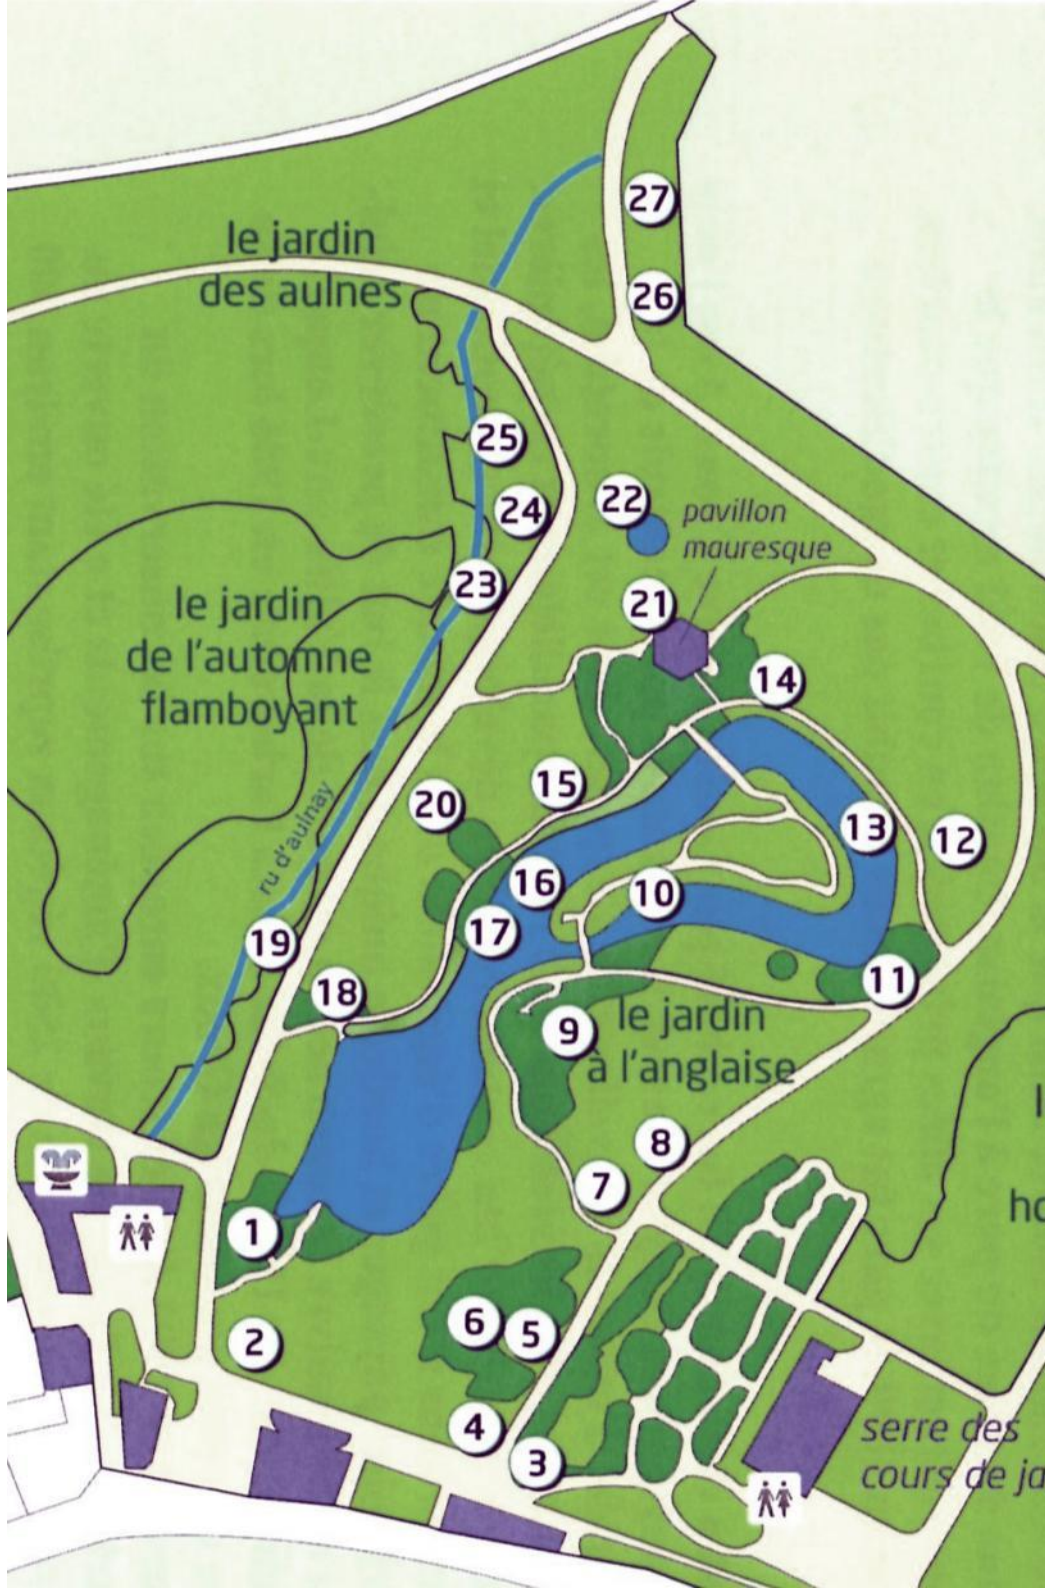 27
le jardin
des aulnes
26
25
24
22
pavillon
mauresque
23
21
le jardin
de l'automne
flamboyant
14
15
20
13
12
ru d'aulnay
16
10
17
19
18
11
9
le jardin
à l'anglaise
8
7
1
6
5
2
4
3
serre des
cours de ja